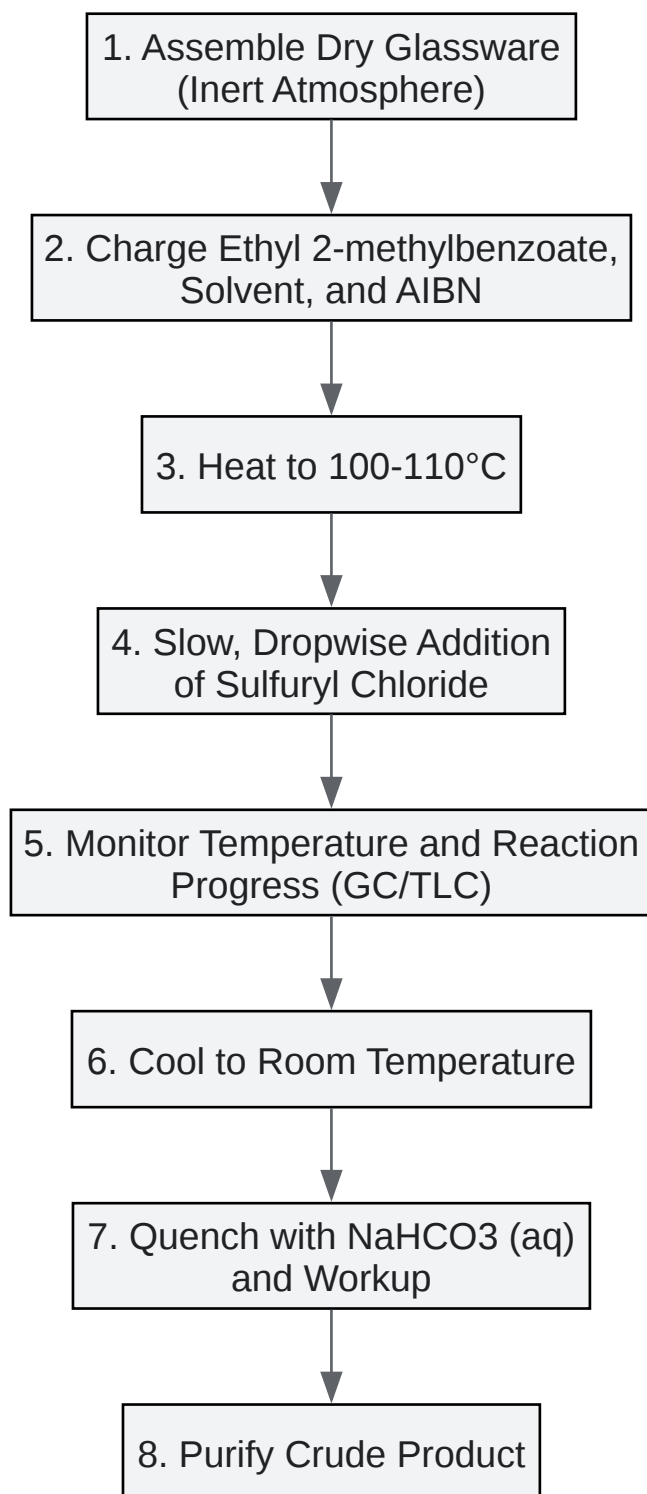 1. Assemble Dry Glassware
(Inert Atmosphere)
2. Charge Ethyl 2-methylbenzoate,
Solvent, and AIBN
3. Heat to 100-110°C
4. Slow, Dropwise Addition
of Sulfuryl Chloride
5. Monitor Temperature and Reaction
Progress (GC/TLC)
6. Cool to Room Temperature
7. Quench with NaHCO3 (aq)
and Workup
8. Purify Crude Product